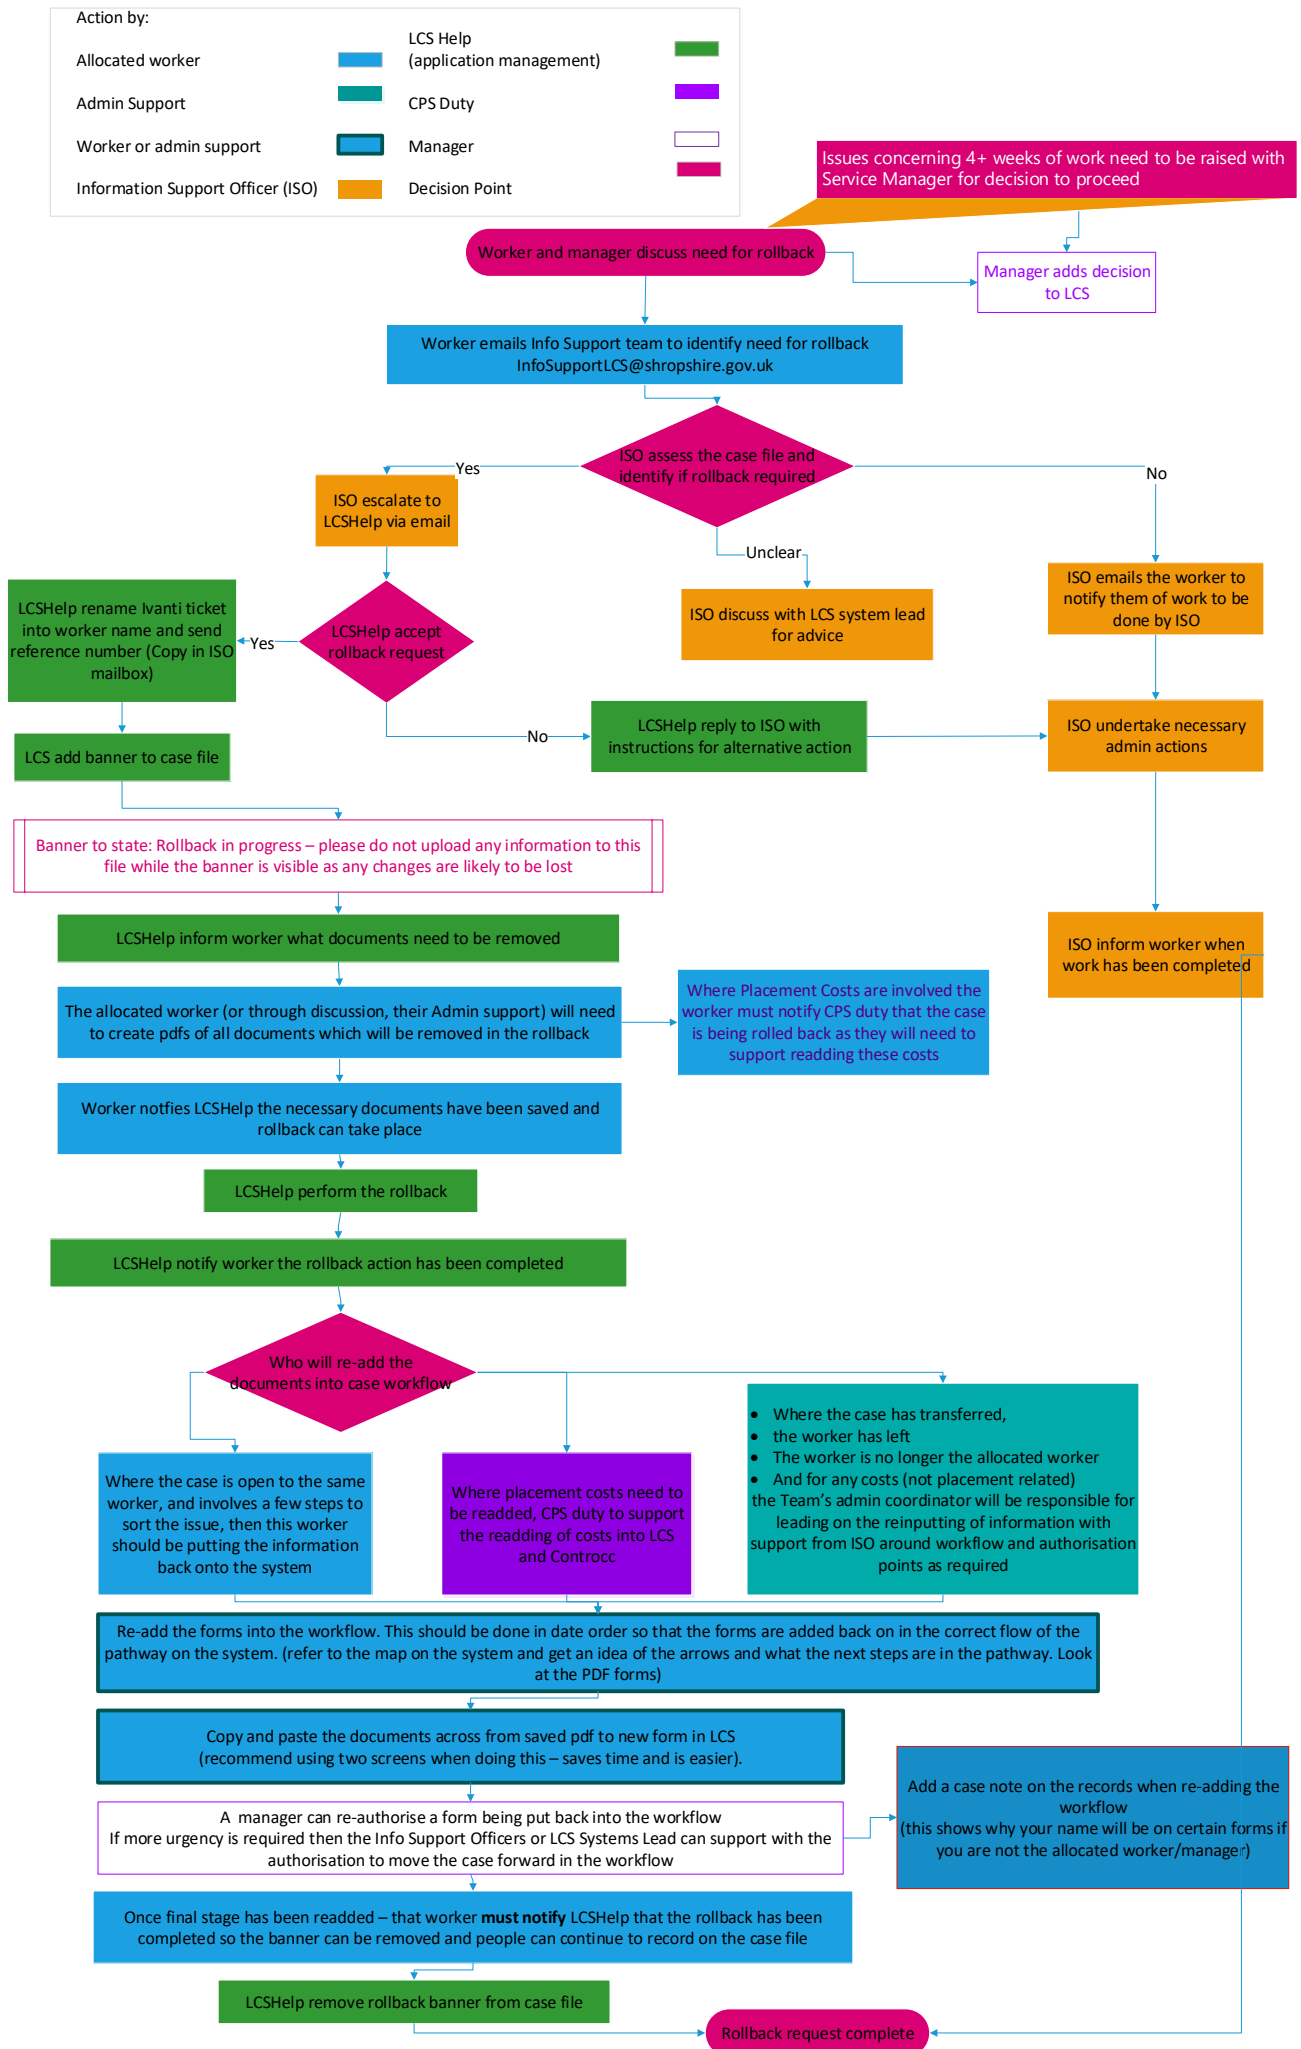 Action by:
Allocated worker
Admin Support
Worker or admin support
Information Support Officer (ISO)
LCS Help
(application management)
CPS Duty
Manager
Decision Point
Issues concerning 4+ weeks of work need to be raised with
Service Manager for decision to proceed
Worker and manager discuss need for rollback
Manager adds decision
to LCS
Worker emails Info Support team to identify need for rollback
InfoSupportLCS@shropshire.gov.uk
ISO assess the case file and
identify if rollback required
Yes
No
Unclear
ISO escalate to
LCSHelp via email
ISO discuss with LCS system lead
for advice
ISO emails the worker to
notify them of work to be
done by ISO
LCSHelp accept
rollback request
Yes
No
LCSHelp rename Ivanti ticket
into worker name and send
reference number (Copy in ISO
mailbox)
LCSHelp reply to ISO with
instructions for alternative action
ISO undertake necessary
admin actions
LCS add banner to case file
Banner to state: Rollback in progress – please do not upload any information to this
file while the banner is visible as any changes are likely to be lost
LCSHelp inform worker what documents need to be removed
ISO inform worker when
work has been completed
The allocated worker (or through discussion, their Admin support) will need
to create pdfs of all documents which will be removed in the rollback
Where Placement Costs are involved the
worker must notify CPS duty that the case
is being rolled back as they will need to
support readding these costs
Worker notfies LCSHelp the necessary documents have been saved and
rollback can take place
LCSHelp perform the rollback
LCSHelp notify worker the rollback action has been completed
Who will re-add the
documents into case workflow
Where the case is open to the same
worker, and involves a few steps to
sort the issue, then this worker
should be putting the information
back onto the system
Where placement costs need to
be readded, CPS duty to support
the readding of costs into LCS
and Controcc
• Where the case has transferred,
• the worker has left
• The worker is no longer the allocated worker
• And for any costs (not placement related)
the Team's admin coordinator will be responsible for
leading on the reinputting of information with
support from ISO around workflow and authorisation
points as required
Re-add the forms into the workflow. This should be done in date order so that the forms are added back on in the correct flow of the
pathway on the system. (refer to the map on the system and get an idea of the arrows and what the next steps are in the pathway. Look
at the PDF forms)
Copy and paste the documents across from saved pdf to new form in LCS
(recommend using two screens when doing this – saves time and is easier).
A manager can re-authorise a form being put back into the workflow
If more urgency is required then the Info Support Officers or LCS Systems Lead can support with the
authorisation to move the case forward in the workflow
Add a case note on the records when re-adding the
workflow
(this shows why your name will be on certain forms if
you are not the allocated worker/manager)
Once final stage has been readded – that worker must notify LCSHelp that the rollback has been
completed so the banner can be removed and people can continue to record on the case file
LCSHelp remove rollback banner from case file
Rollback request complete